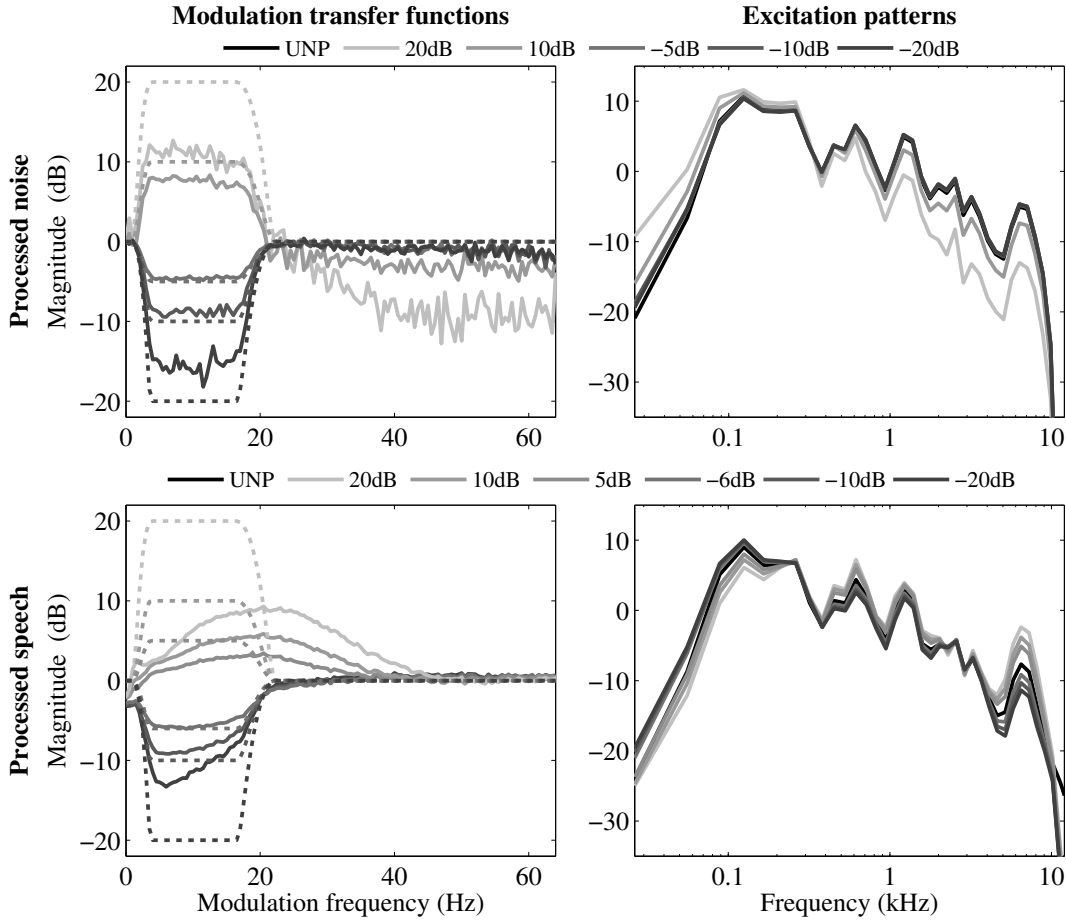 Modulation transfer functions
Excitation patterns
UNP 20dB 10dB −5dB −10dB −20dB
Processed noise
Magnitude (dB)
20
10
0
−10
−20
0 20 40 60
10
0
−10
−20
−30
0.1 1 10
UNP 20dB 10dB 5dB −6dB −10dB −20dB
Processed speech
Magnitude (dB)
20
10
0
−10
−20
0 20 40 60
Modulation frequency (Hz)
10
0
−10
−20
−30
0.1 1 10
Frequency (kHz)